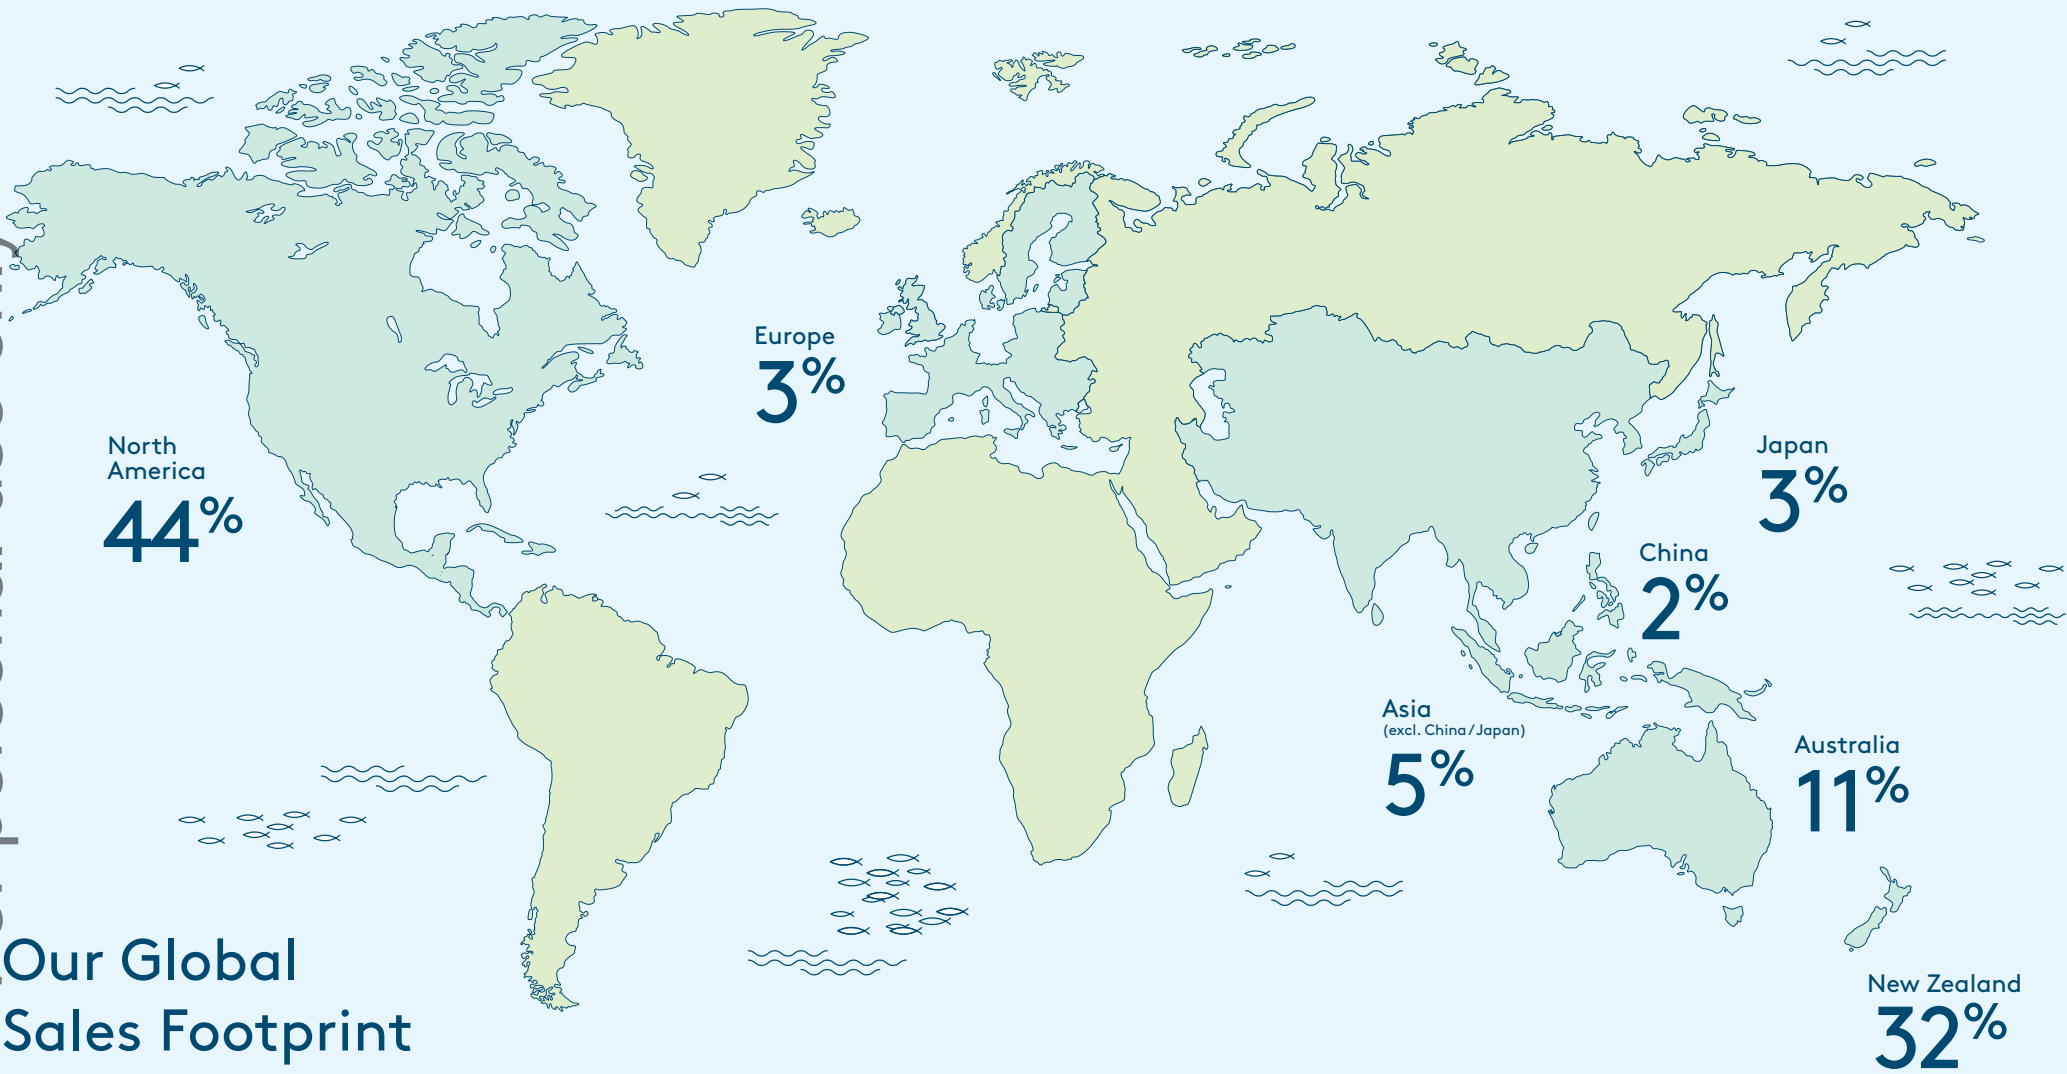 Europe
3%
North
America
44%
Japan
3%
China
2%
Asia
(excl. China/Japan)
5%
Australia
11%
New Zealand
32%
Our Global
Sales Footprint